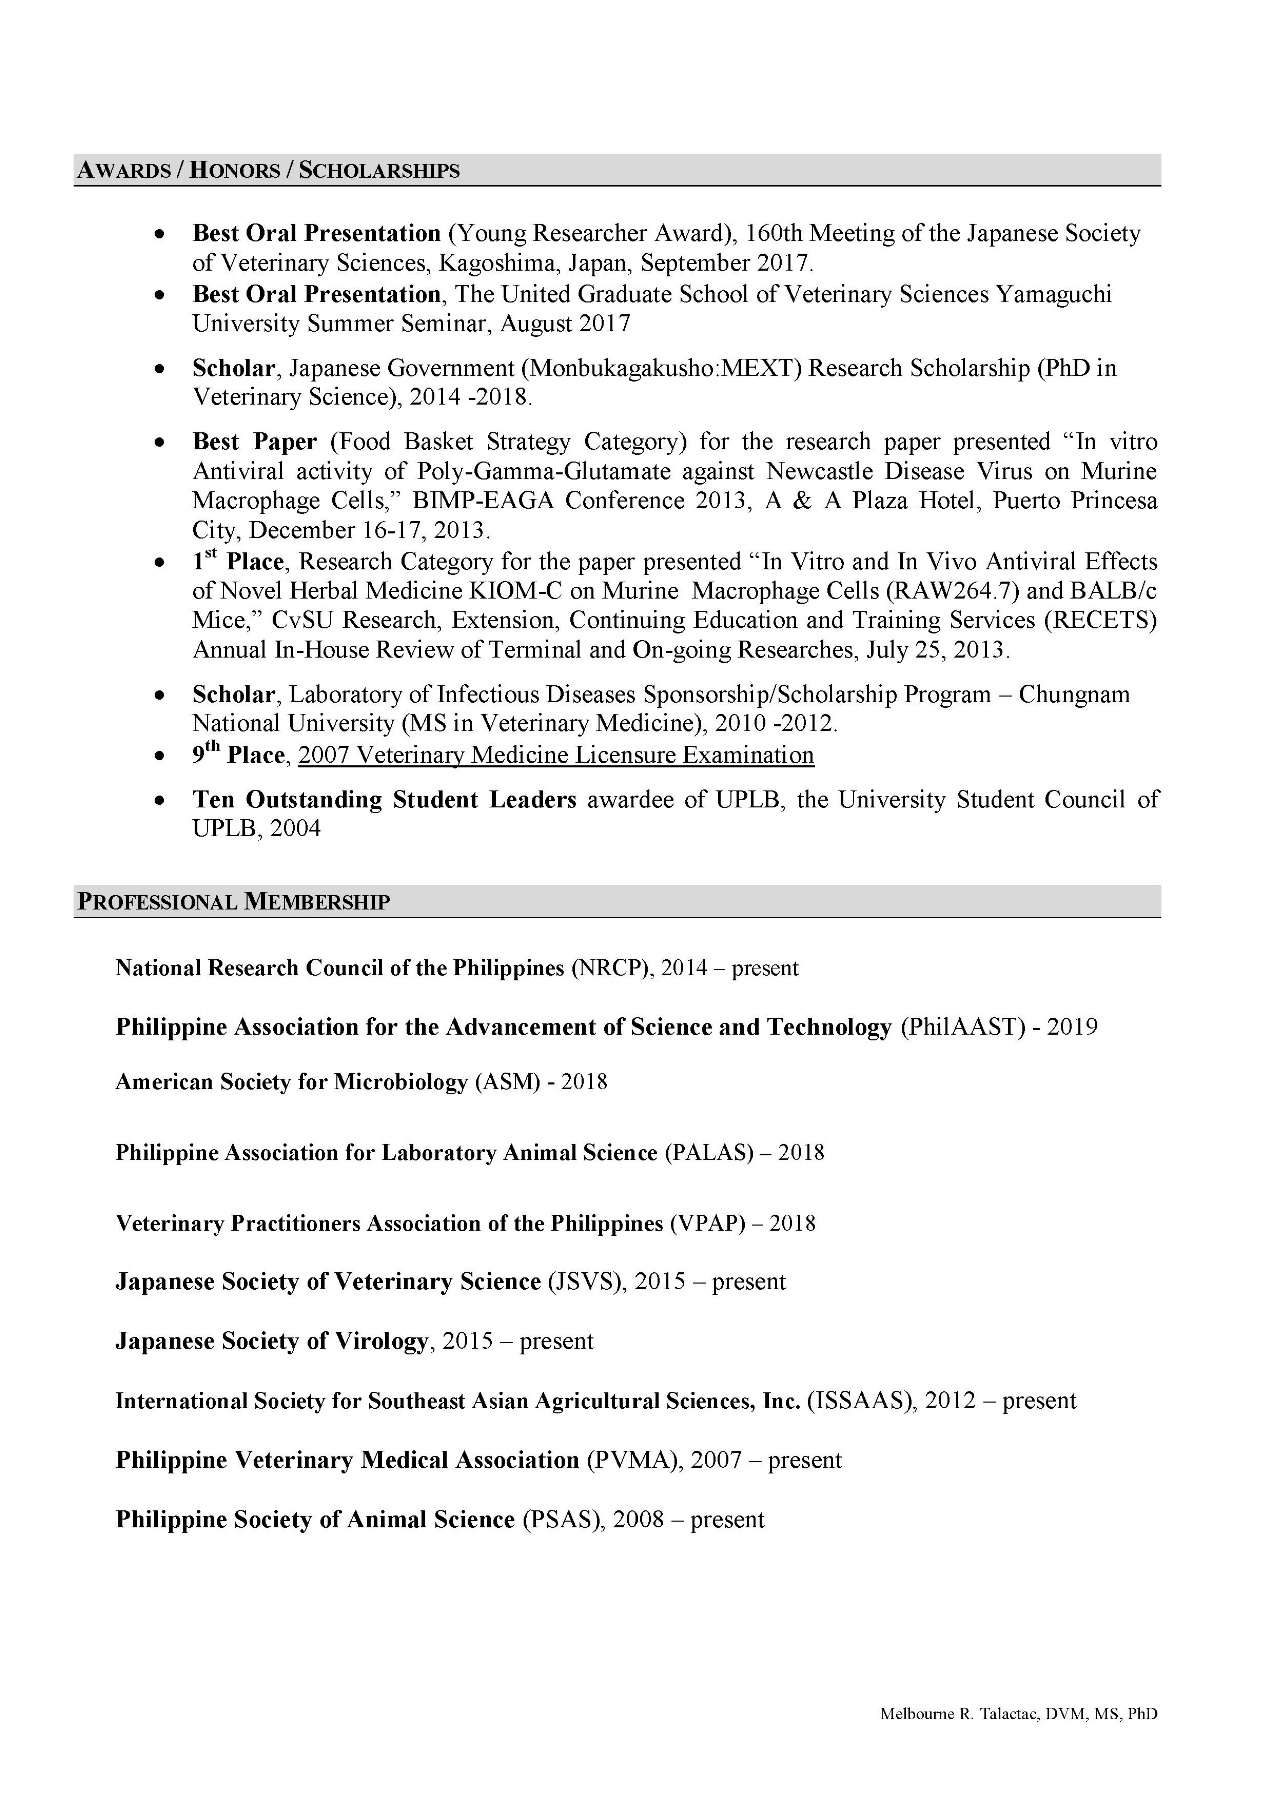 AWARDS / HONORS / SCHOLARSHIPS
• Best Oral Presentation (Young Researcher Award), 160th Meeting of the Japanese Society
of Veterinary Sciences, Kagoshima, Japan, September 2017.
• Best Oral Presentation, The United Graduate School of Veterinary Sciences Yamaguchi
University Summer Seminar, August 2017
• Scholar, Japanese Government (Monbukagakusho:MEXT) Research Scholarship (PhD in
Veterinary Science), 2014 -2018.
• Best Paper (Food Basket Strategy Category) for the research paper presented “In vitro
Antiviral activity of Poly-Gamma-Glutamate against Newcastle Disease Virus on Murine
Macrophage Cells,” BIMP-EAGA Conference 2013, A & A Plaza Hotel, Puerto Princesa
City, December 16-17, 2013.
• 1st Place, Research Category for the paper presented “In Vitro and In Vivo Antiviral Effects
of Novel Herbal Medicine KIOM-C on Murine Macrophage Cells (RAW264.7) and BALB/c
Mice,” CvSU Research, Extension, Continuing Education and Training Services (RECETS)
Annual In-House Review of Terminal and On-going Researches, July 25, 2013.
• Scholar, Laboratory of Infectious Diseases Sponsorship/Scholarship Program – Chungnam
National University (MS in Veterinary Medicine), 2010 -2012.
• 9th Place, 2007 Veterinary Medicine Licensure Examination
• Ten Outstanding Student Leaders awardee of UPLB, the University Student Council of
UPLB, 2004
PROFESSIONAL MEMBERSHIP
National Research Council of the Philippines (NRCP), 2014 – present
Philippine Association for the Advancement of Science and Technology (PhilAAST) - 2019
American Society for Microbiology (ASM) - 2018
Philippine Association for Laboratory Animal Science (PALAS) – 2018
Veterinary Practitioners Association of the Philippines (VPAP) – 2018
Japanese Society of Veterinary Science (JSVS), 2015 – present
Japanese Society of Virology, 2015 – present
International Society for Southeast Asian Agricultural Sciences, Inc. (ISSAAS), 2012 – present
Philippine Veterinary Medical Association (PVMA), 2007 – present
Philippine Society of Animal Science (PSAS), 2008 – present
Melbourne R. Talactac, DVM, MS, PhD